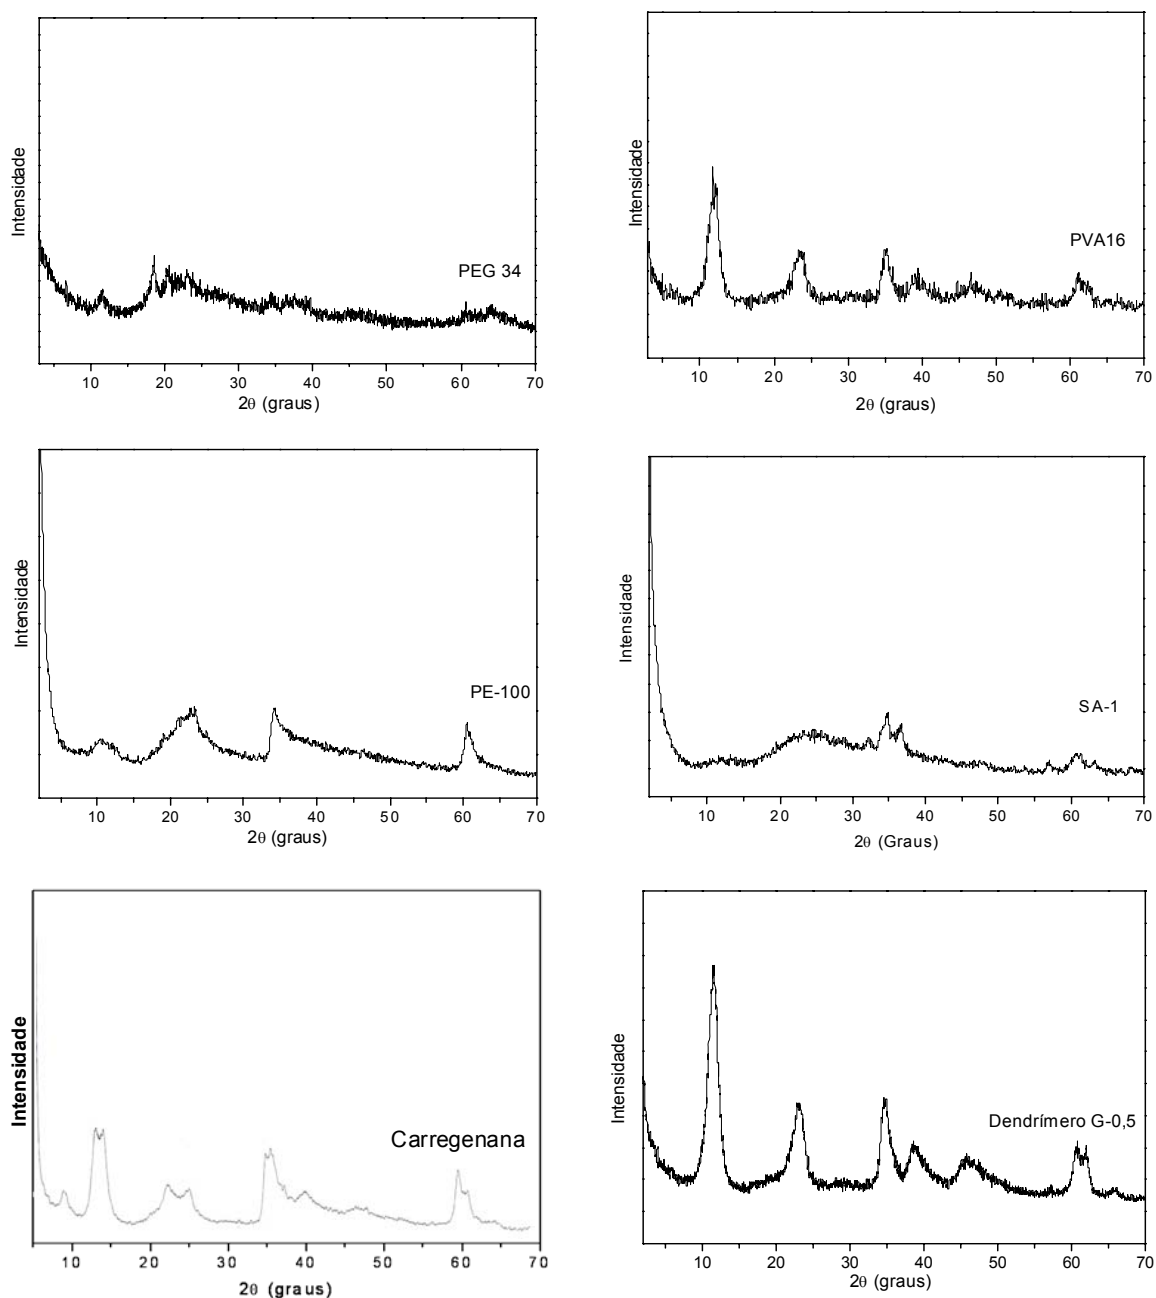 Intensidade
PEG 34
10 20 30 40 50 60 70
2θ (graus)
Intensidade
PVA16
10 20 30 40 50 60 70
2θ (graus)
Intensidade
PE-100
10 20 30 40 50 60 70
2θ (graus)
Intensidade
SA-1
10 20 30 40 50 60 70
2θ (Graus)
Intensidade
Carregenana
10 20 30 40 50 60 70
2θ (graus)
Intensidade
Dendrímero G-0,5
10 20 30 40 50 60 70
2θ (graus)